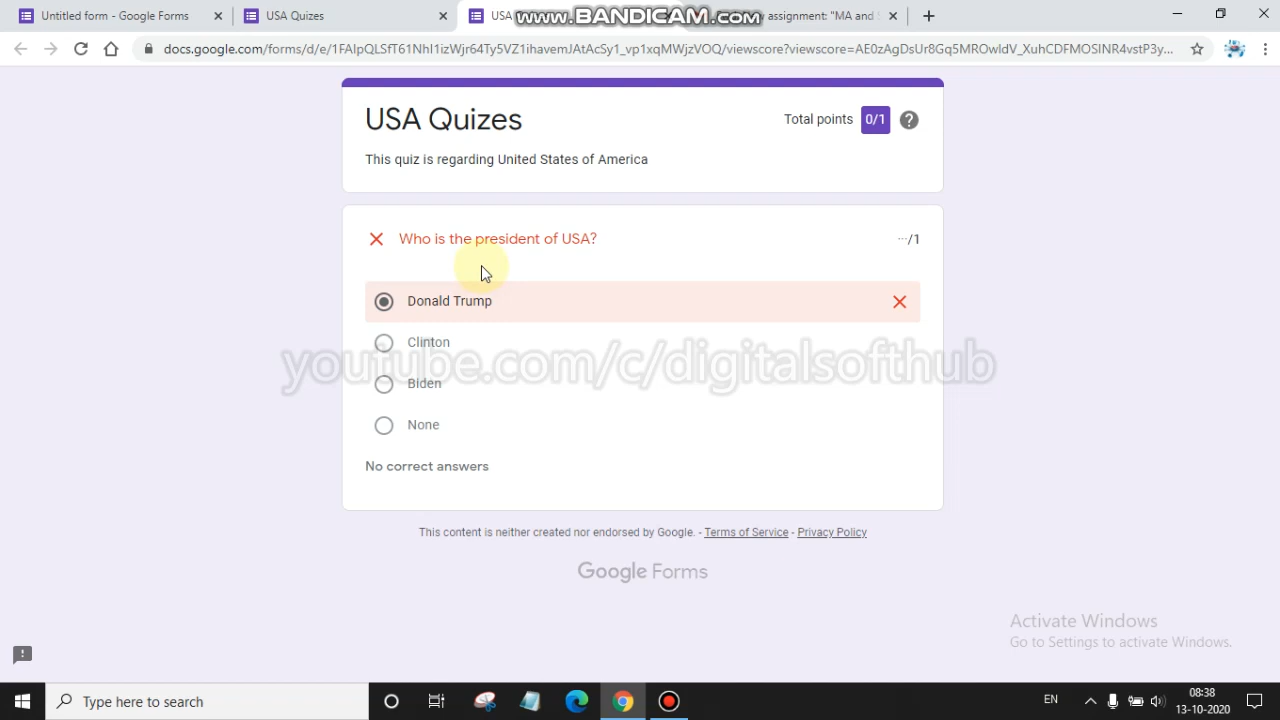 Untitled form - Google Forms
USA Quizes
USA
www.BANDICAM.com
assignment: "MA and
docs.google.com/forms/d/e/1FAIpQLSfT61NhI1izWjr64Ty5VZ1ihavemJAtAcSy1_vp1xqMWjzVOQ/viewscore?viewscore=AE0zAgDsUr8Gq5MROwIdV_XuhCDFMOSINR4vstP3y...
USA Quizes
Total points 0/1
This quiz is regarding United States of America
Who is the president of USA?
···/1
Donald Trump
Clinton
youtube.com/c/digitalsofthub
Biden
None
No correct answers
This content is neither created nor endorsed by Google. - Terms of Service - Privacy Policy
Google Forms
Activate Windows
Go to Settings to activate Windows.
Type here to search
EN
08:38
13-10-2020